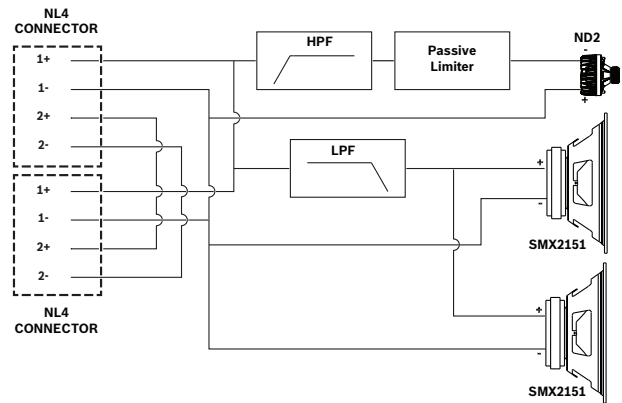 NL4
CONNECTOR
1+
1-
2+
2-
1+
1-
2+
2-
NL4
CONNECTOR
HPF
Passive
Limiter
ND2
-
+
LPF
+
-
SMX2151
+
-
SMX2151